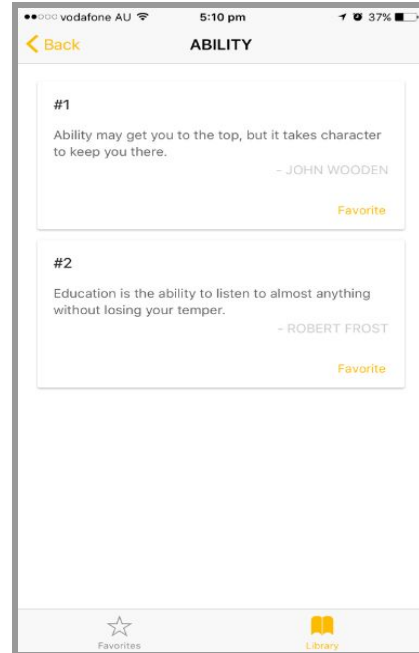 vodafone AU 5:10 pm 37%
Back ABILITY
#1
Ability may get you to the top, but it takes character
to keep you there.
- JOHN WOODEN
Favorite
#2
Education is the ability to listen to almost anything
without losing your temper.
- ROBERT FROST
Favorite
Favorites Library